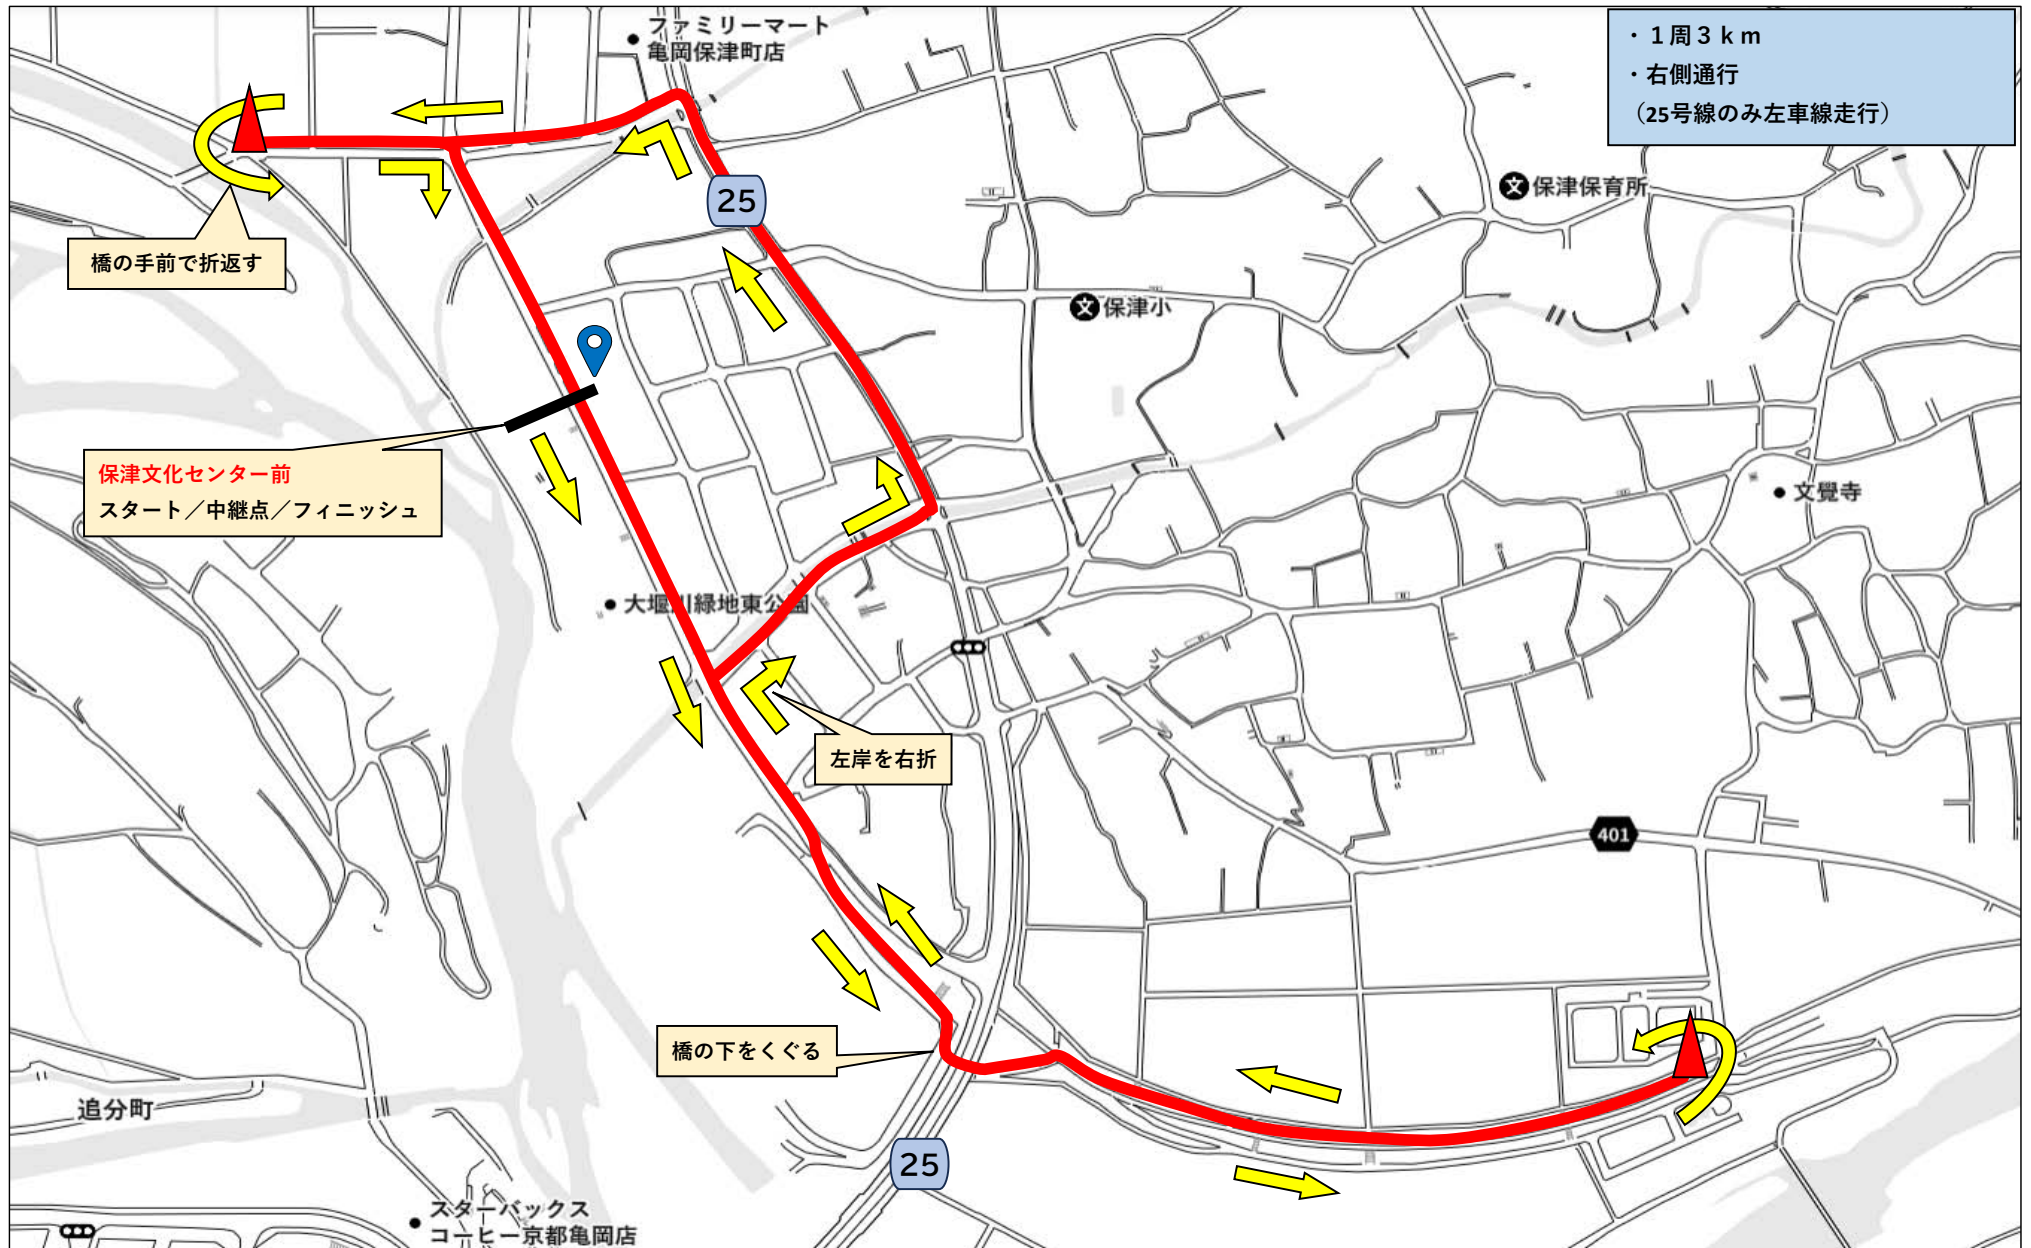 ファミリーマート
亀岡保津町店
・１周３ｋｍ
・右側通行
（25号線のみ左車線走行）
25
文 保津保育所
橋の手前で折返す
文 保津小
保津文化センター前
スタート／中継点／フィニッシュ
文覺寺
大堰川緑地東公園
左岸を右折
401
橋の下をくぐる
追分町
25
スターバックス
コーヒー京都亀岡店